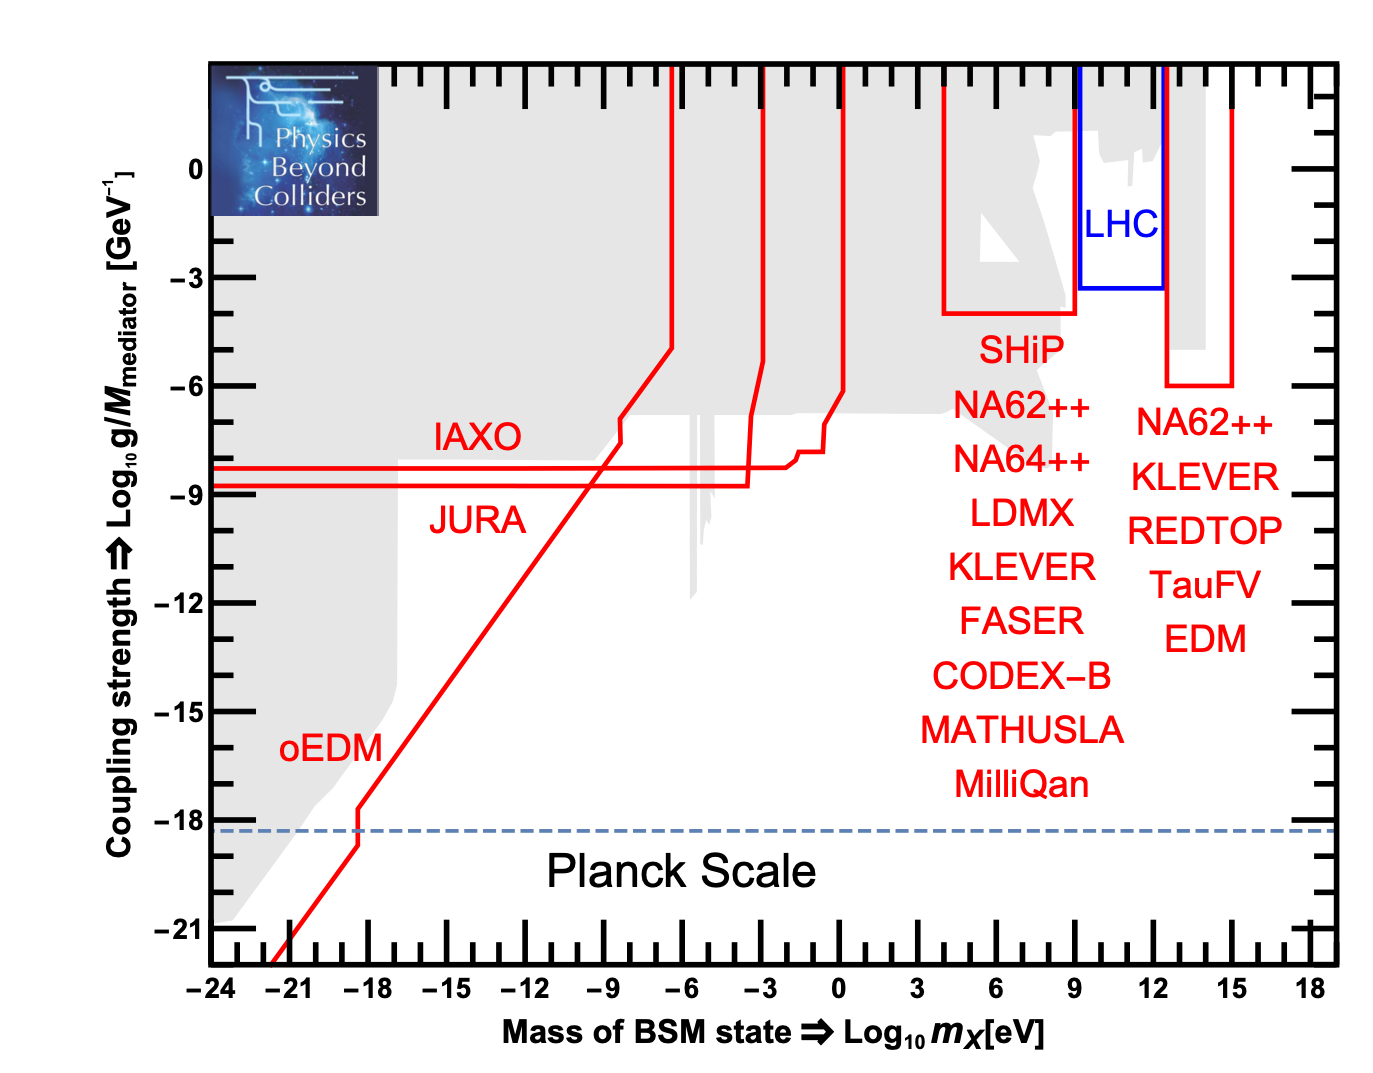 Physics
Beyond
Colliders
Coupling strength ⇒ Log₁₀ g/M_mediator [GeV⁻¹]
0
−3
−6
−9
−12
−15
−18
−21
LHC
IAXO
JURA
oEDM
SHiP
NA62++
NA64++
LDMX
KLEVER
FASER
CODEX−B
MATHUSLA
MilliQan
NA62++
KLEVER
REDTOP
TauFV
EDM
Planck Scale
−24 −21 −18 −15 −12 −9 −6 −3 0 3 6 9 12 15 18
Mass of BSM state ⇒ Log₁₀ m_X[eV]